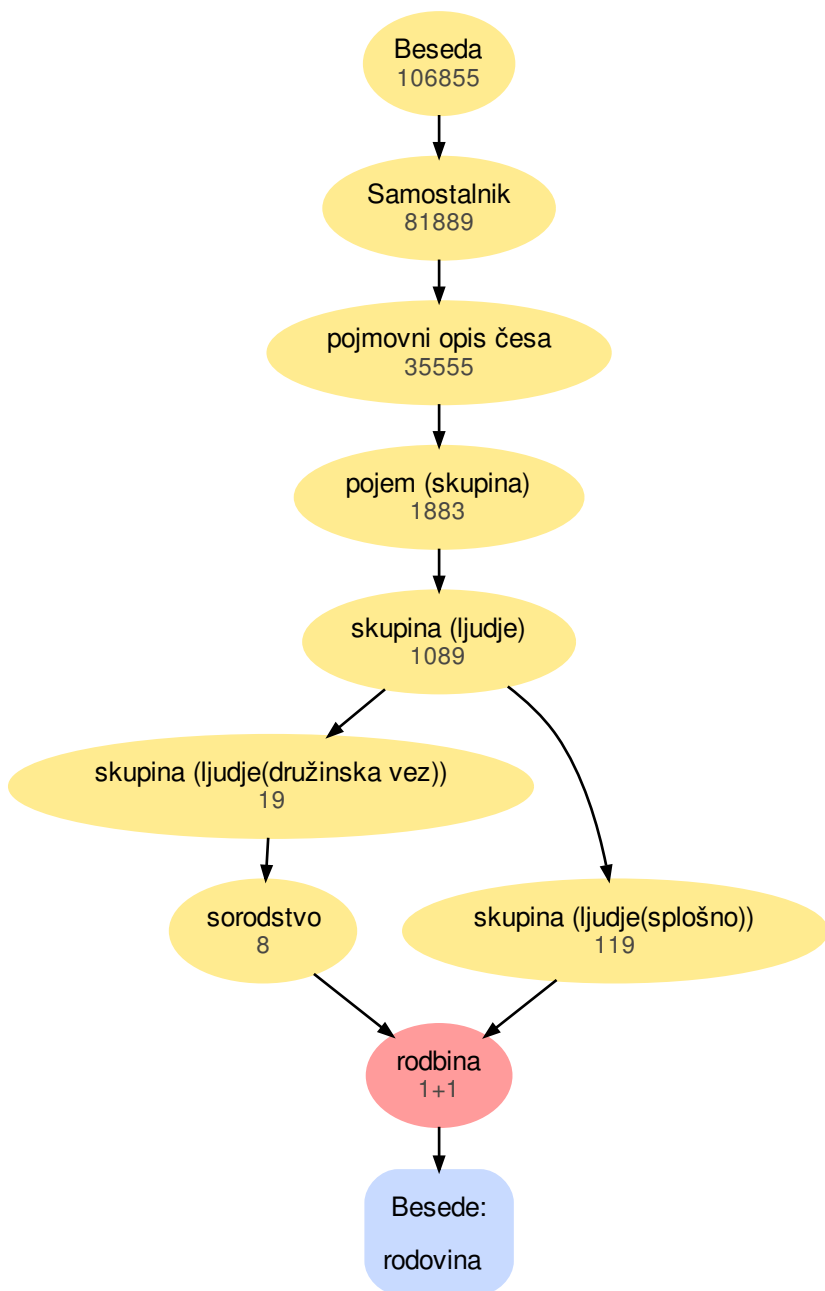 Beseda
106855
Samostalnik
81889
pojmovni opis česa
35555
pojem (skupina)
1883
skupina (ljudje)
1089
skupina (ljudje(družinska vez))
19
sorodstvo
8
skupina (ljudje(splošno))
119
rodbina
1+1
Besede:
rodovina